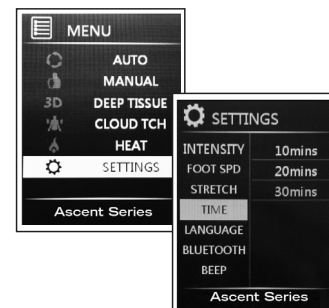 MENU
AUTO
MANUAL
3D DEEP TISSUE
CLOUD TCH
HEAT
SETTINGS
Ascent Series
SETTINGS
INTENSITY 10mins
FOOT SPD 20mins
STRETCH 30mins
TIME
LANGUAGE
BLUETOOTH
BEEP
Ascent Series